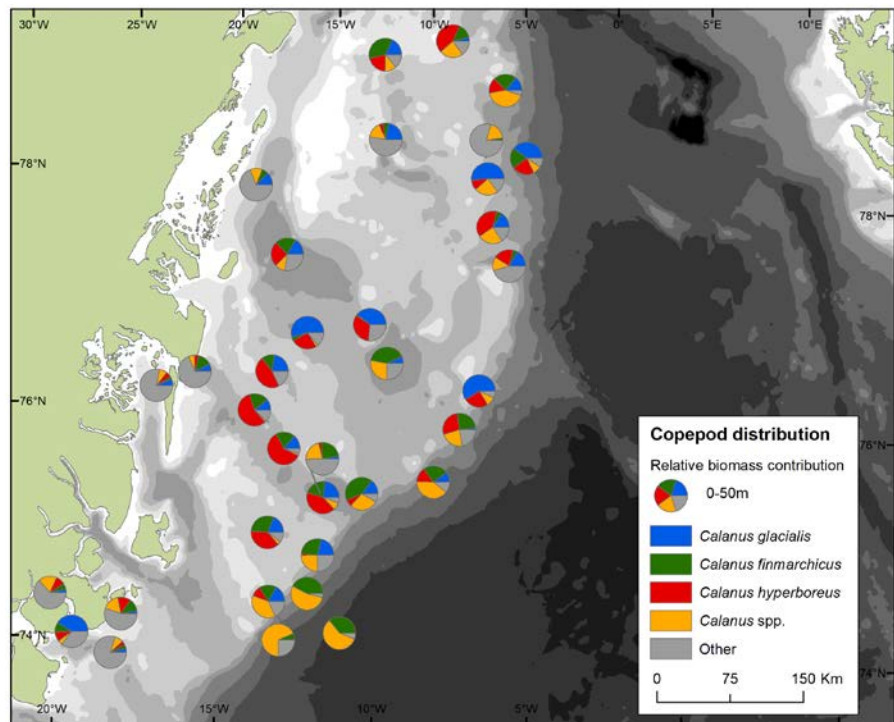 30°W 20°W 15°W 10°W 5°W 0° 5°E 10°E
78°N
78°N
76°N
76°N
74°N
74°N
20°W 15°W 10°W 5°W
Copepod distribution
Relative biomass contribution
0-50m
Calanus glacialis
Calanus finmarchicus
Calanus hyperboreus
Calanus spp.
Other
0 75 150 Km